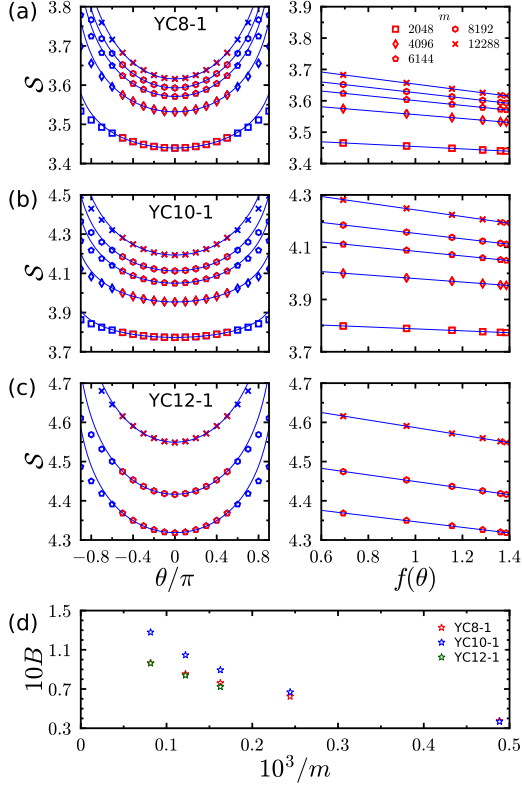 (a)
YC8-1
3.8
3.7
3.6
3.5
3.4
S
m
2048
4096
6144
8192
12288
3.9
3.8
3.7
3.6
3.5
3.4
3.3
(b)
YC10-1
4.5
4.3
4.1
3.9
3.7
S
4.3
4.1
3.9
3.7
(c)
YC12-1
4.7
4.6
4.5
4.4
4.3
S
−0.8 −0.4 0 0.4 0.8
θ/π
4.7
4.6
4.5
4.4
4.3
0.6 0.8 1 1.2 1.4
f(θ)
(d)
1.5
1.1
0.7
0.3
10B
YC8-1
YC10-1
YC12-1
0 0.1 0.2 0.3 0.4 0.5
10³/m